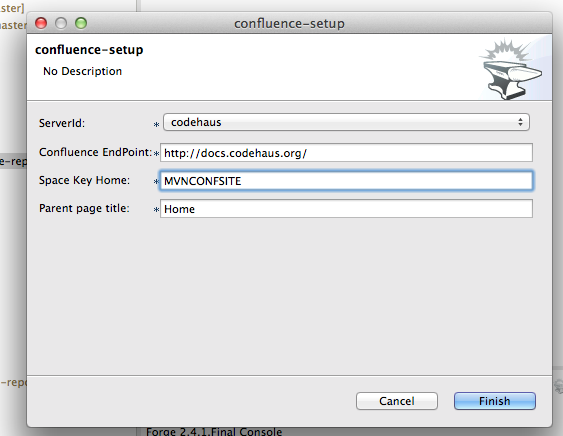 ster]
master
confluence-setup
confluence-setup
No Description
ServerId:
* codehaus
Confluence EndPoint:
* http://docs.codehaus.org/
e-rep
Space Key Home:
* MVNCONFSITE
Parent page title:
* Home
-repo
Cancel
Finish
Forge 2.4.1.Final Console